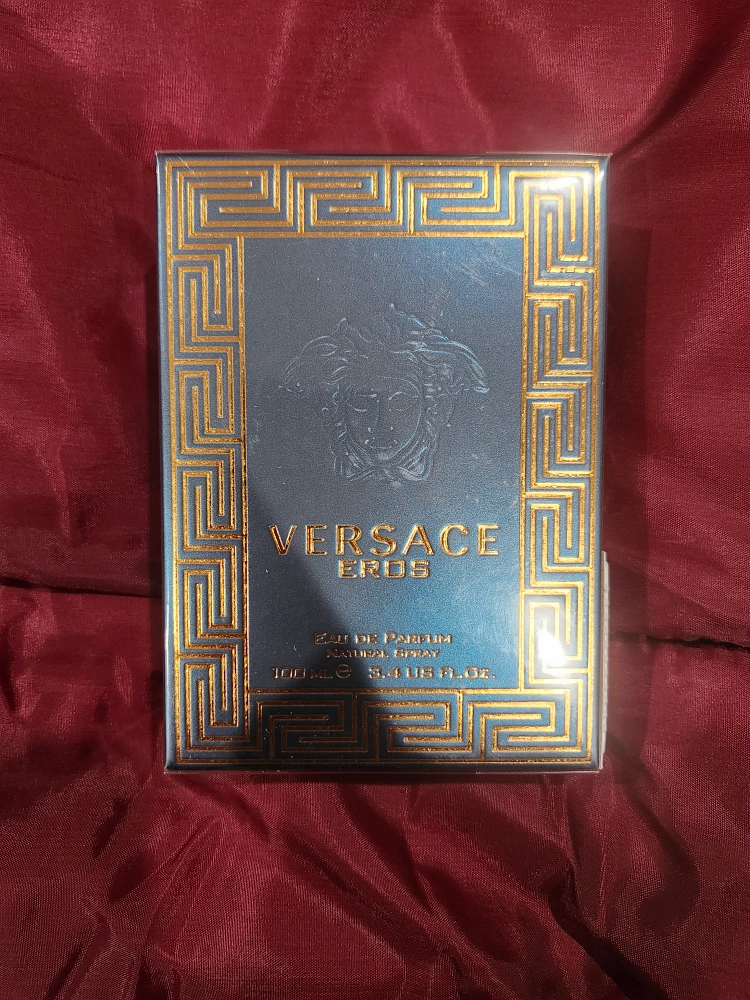 VERSACE
EROS
EAU DE PARFUM
NATURAL SPRAY
100 ML ℮ 3.4 US FL.OZ.